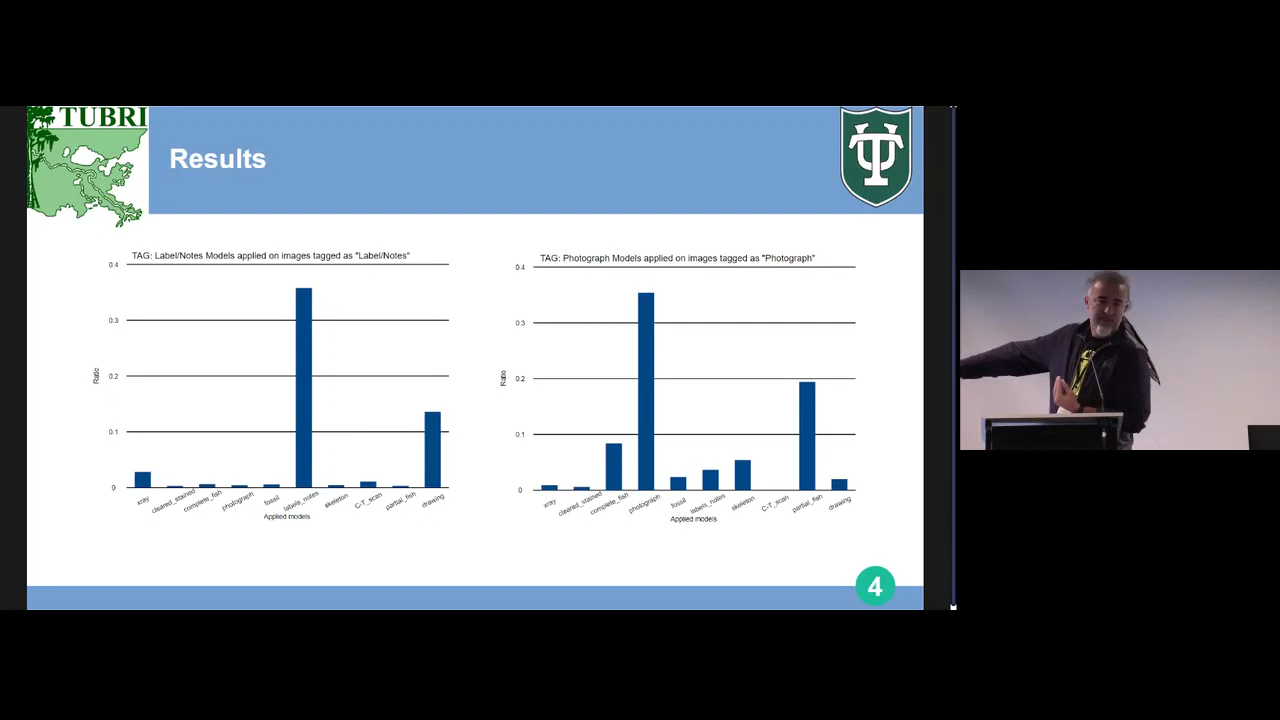 TUBRI
Results
TAG: Label/Notes Models applied on images tagged as "Label/Notes"
0.4
0.3
0.2
0.1
0
Ratio
xray
cleared_stained
complete_fish
photograph
fossil
labels_notes
skeleton
C-T_scan
partial_fish
drawing
Applied models
TAG: Photograph Models applied on images tagged as "Photograph"
0.4
0.3
0.2
0.1
0
Ratio
xray
cleared_stained
complete_fish
photograph
fossil
labels_notes
skeleton
C-T_scan
partial_fish
drawing
Applied models
4